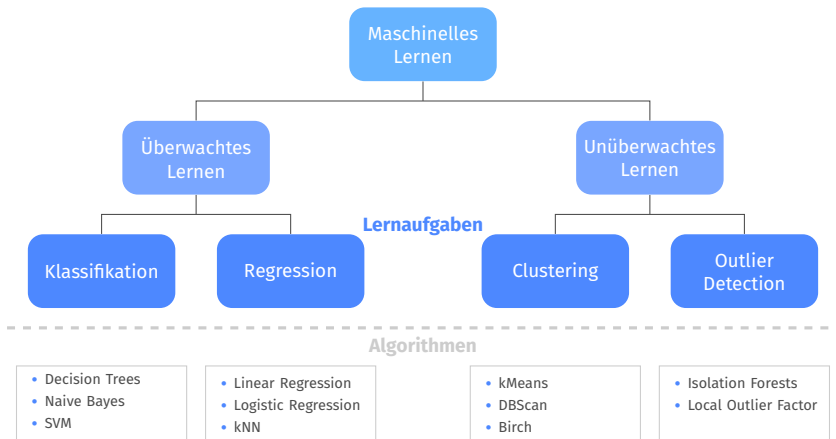 Maschinelles
Lernen
Überwachtes
Lernen
Unüberwachtes
Lernen
Lernaufgaben
Klassifikation
Regression
Clustering
Outlier
Detection
Algorithmen
• Decision Trees
• Naive Bayes
• SVM
• Linear Regression
• Logistic Regression
• kNN
• kMeans
• DBScan
• Birch
• Isolation Forests
• Local Outlier Factor